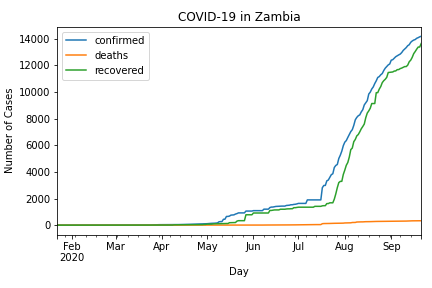 COVID-19 in Zambia
confirmed
deaths
recovered
Number of Cases
14000
12000
10000
8000
6000
4000
2000
0
Feb Mar Apr May Jun Jul Aug Sep
2020
Day